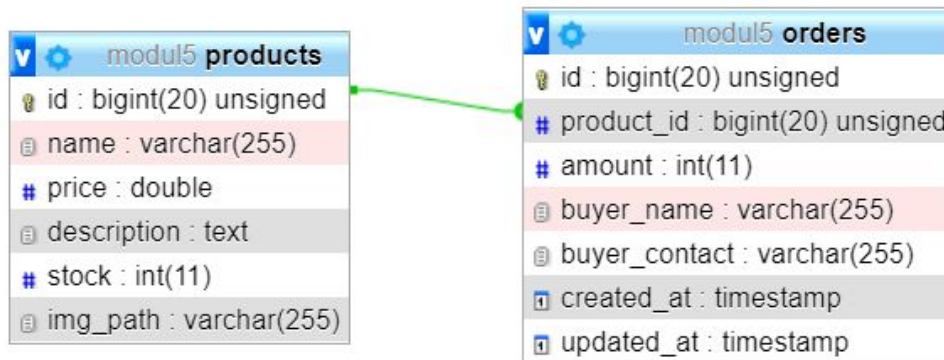 modul5 products
id : bigint(20) unsigned
name : varchar(255)
price : double
description : text
stock : int(11)
img_path : varchar(255)
modul5 orders
id : bigint(20) unsigned
product_id : bigint(20) unsigned
amount : int(11)
buyer_name : varchar(255)
buyer_contact : varchar(255)
created_at : timestamp
updated_at : timestamp